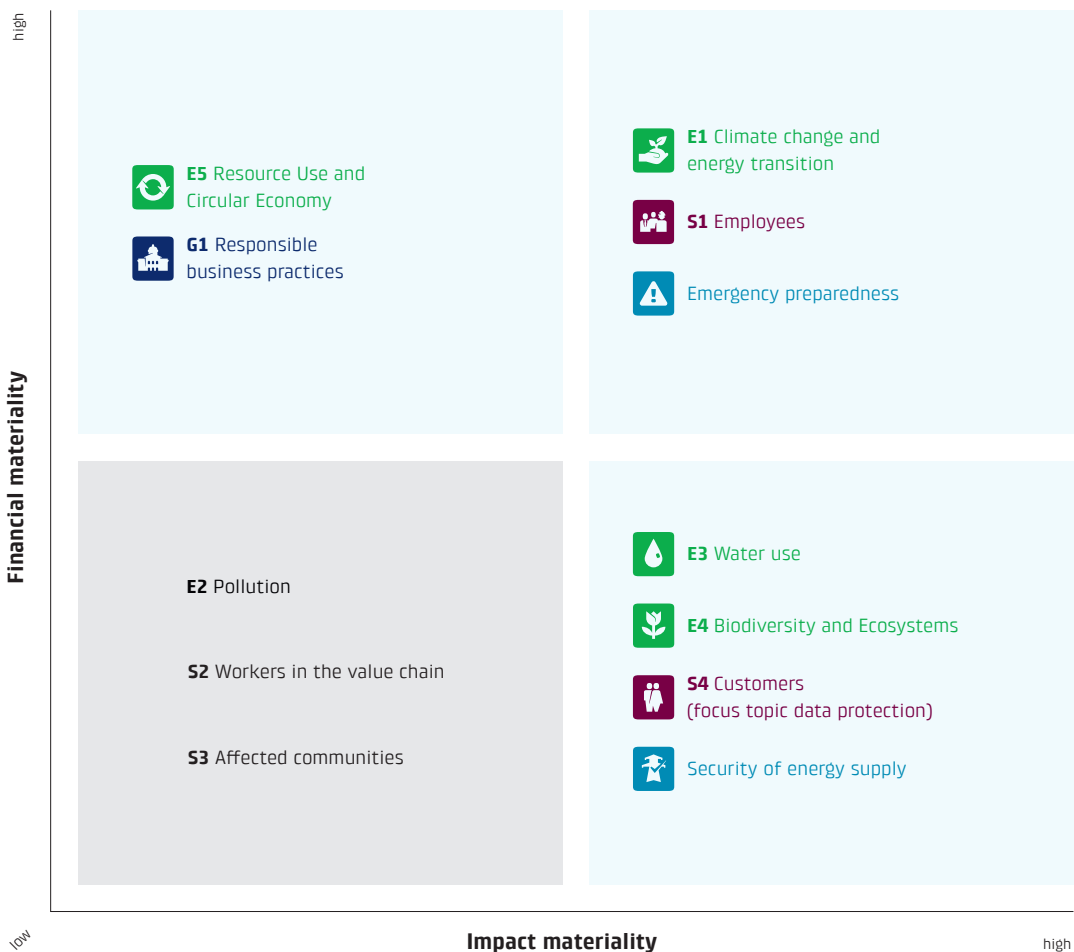 high
Financial materiality
E5 Resource Use and
Circular Economy
G1 Responsible
business practices
E1 Climate change and
energy transition
S1 Employees
Emergency preparedness
E2 Pollution
S2 Workers in the value chain
S3 Affected communities
E3 Water use
E4 Biodiversity and Ecosystems
S4 Customers
(focus topic data protection)
Security of energy supply
low
Impact materiality
high